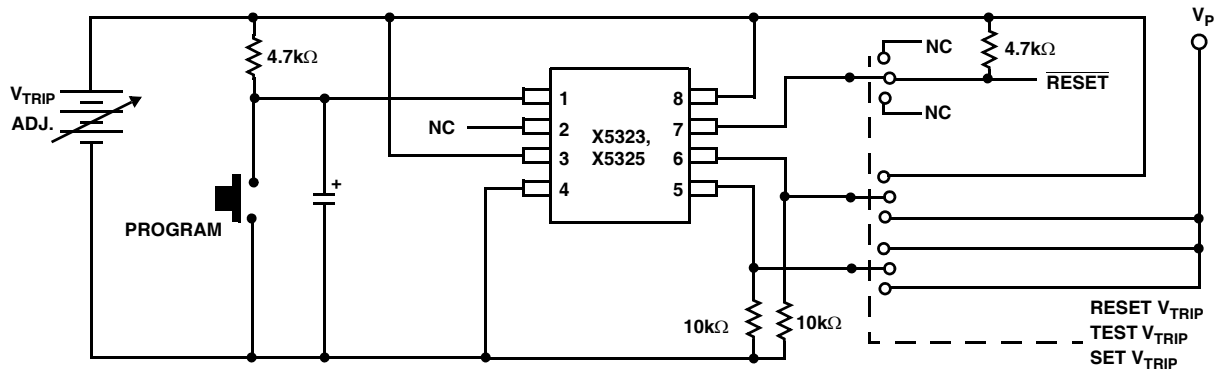 V_P
NC
4.7kΩ
4.7kΩ
RESET
V_TRIP
ADJ.
NC
1
2
3
4
X5323,
X5325
8
7
6
5
NC
+
PROGRAM
10kΩ
10kΩ
RESET V_TRIP
TEST V_TRIP
SET V_TRIP